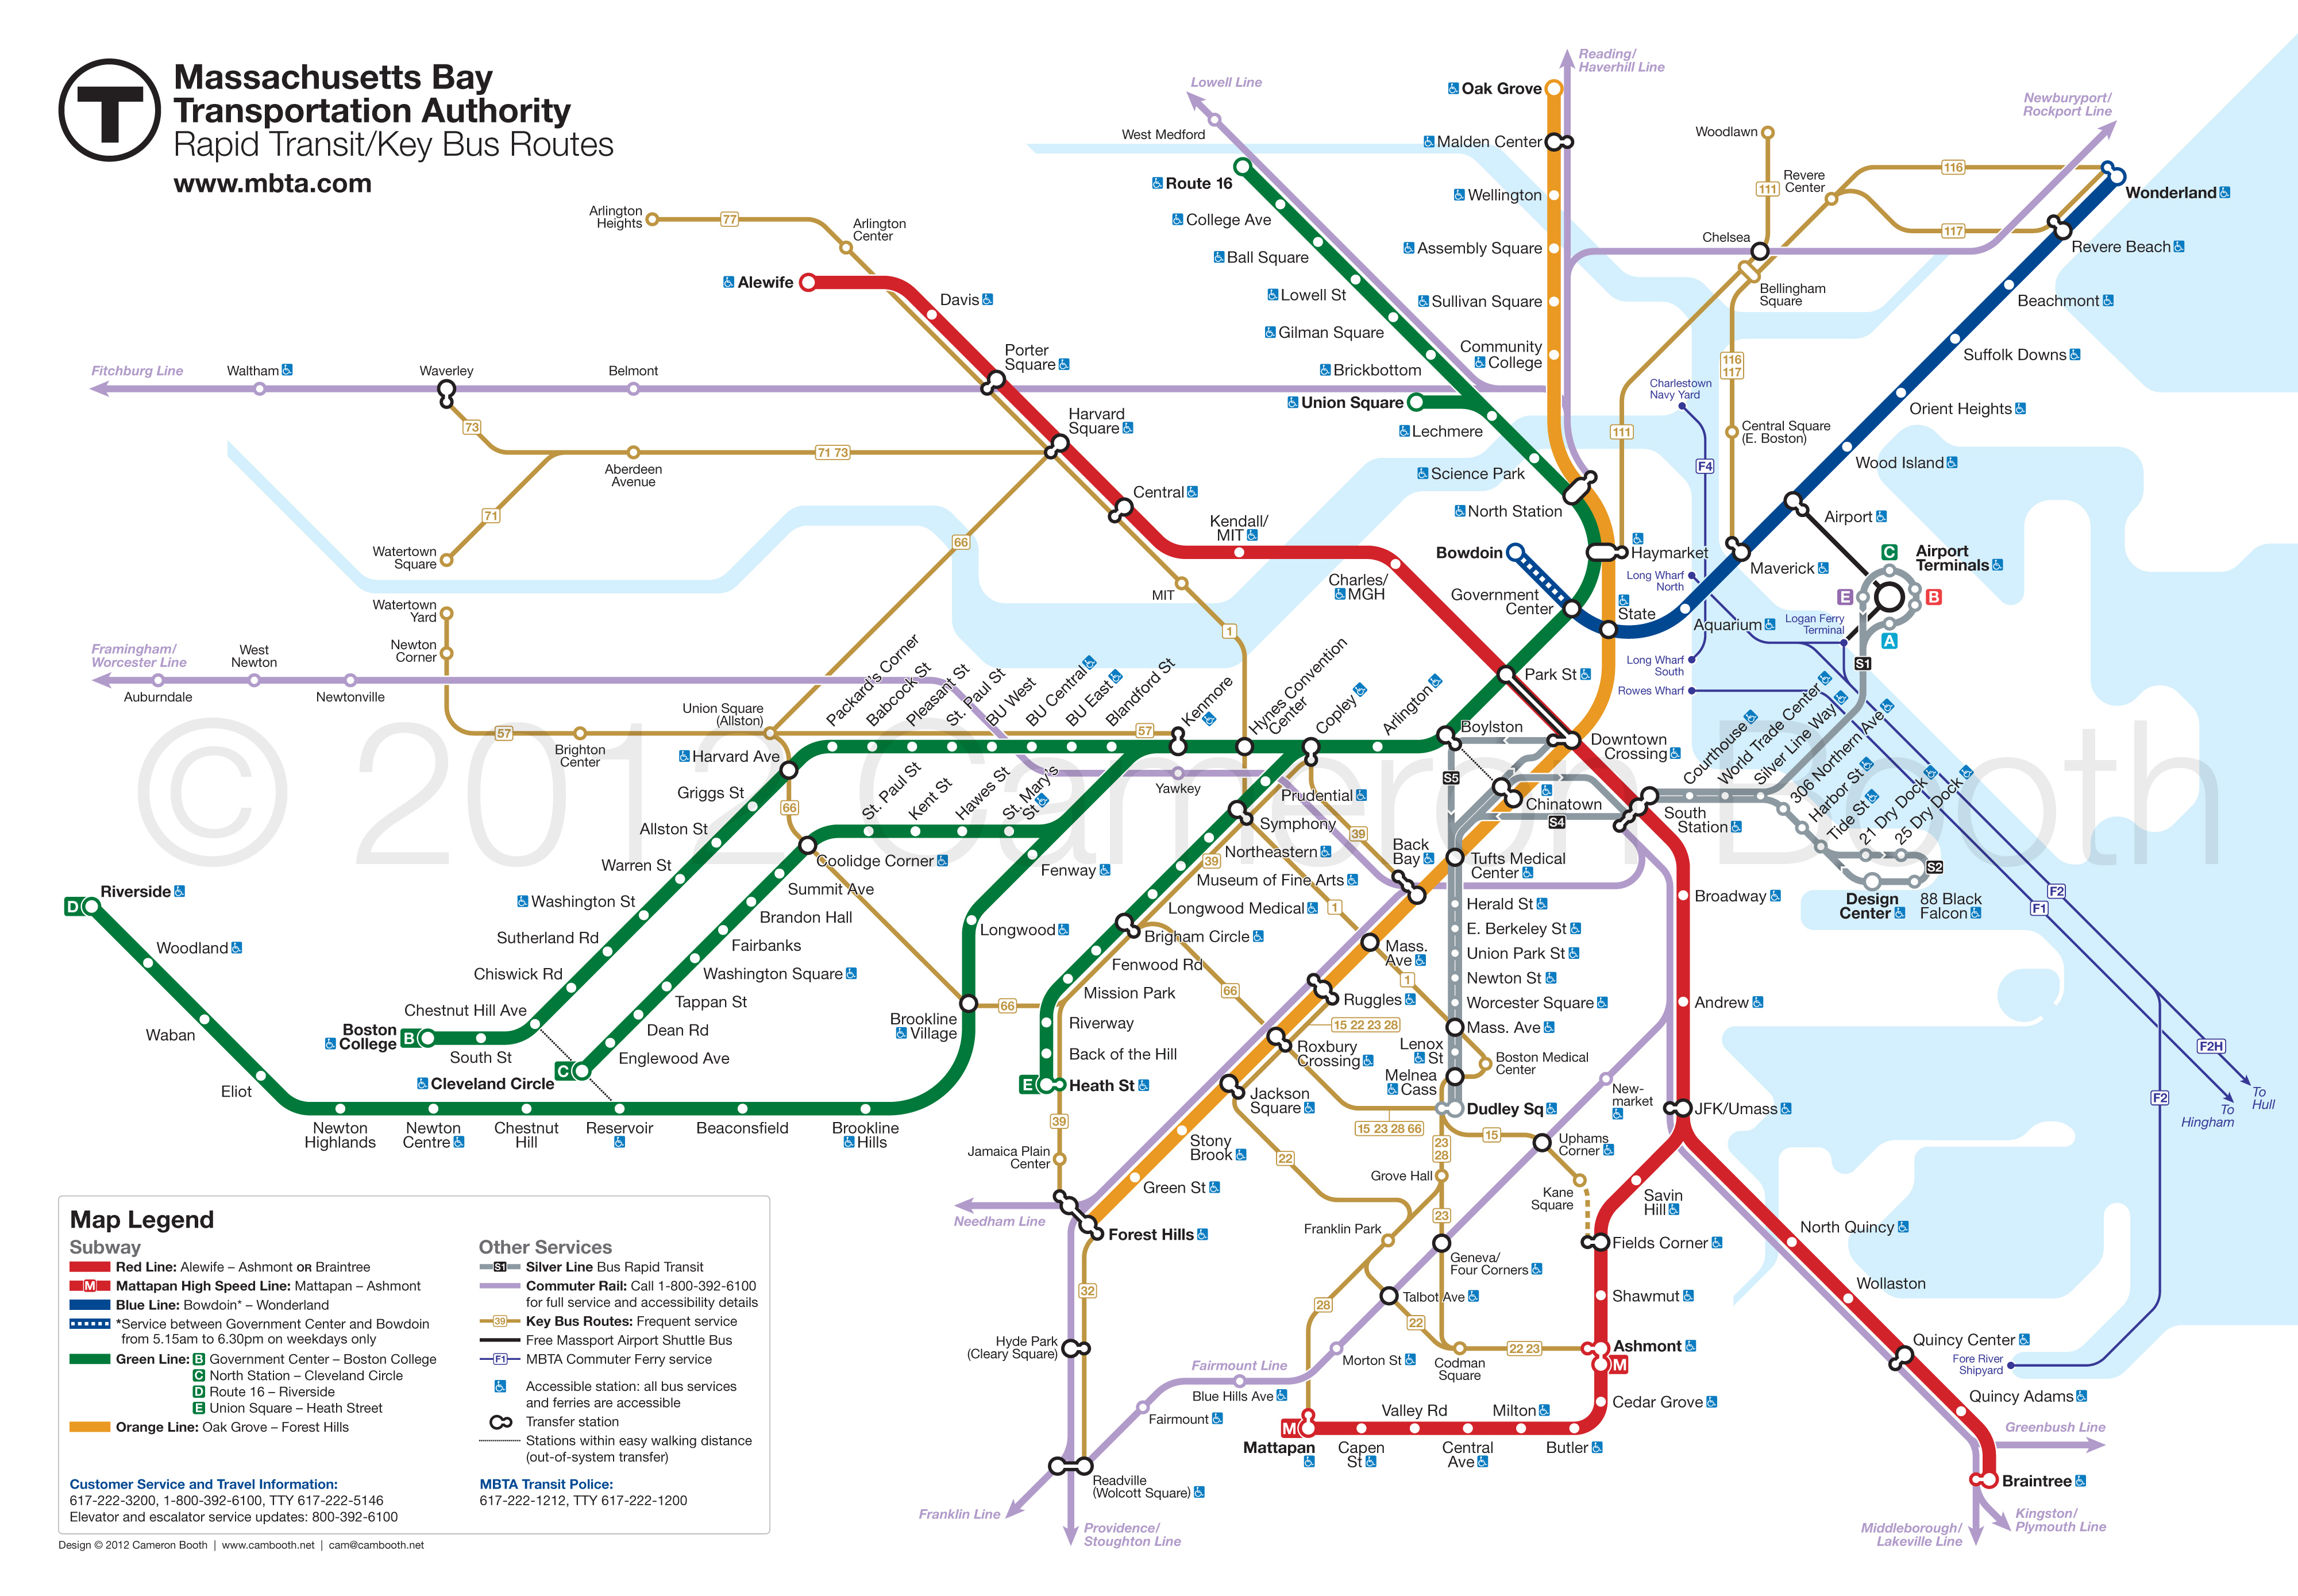 T
Massachusetts Bay
Transportation Authority
Rapid Transit/Key Bus Routes
www.mbta.com
Reading/
Haverhill Line
Lowell Line
Newburyport/
Rockport Line
Oak Grove
West Medford
Malden Center
Woodlawn
Route 16
Wellington
111
Revere
Center
116
Wonderland
Arlington
Heights
77
Arlington
Center
College Ave
Ball Square
Assembly Square
Chelsea
117
Revere Beach
Alewife
Davis
Lowell St
Sullivan Square
Bellingham
Square
Beachmont
Gilman Square
Porter
Square
Community
College
116
117
Suffolk Downs
Fitchburg Line
Waltham
Waverley
Belmont
Brickbottom
Charlestown
Navy Yard
Union Square
Orient Heights
Harvard
Square
73
71 73
Lechmere
111
Central Square
(E. Boston)
Aberdeen
Avenue
Science Park
F4
Wood Island
Central
71
North Station
Airport
Kendall/
MIT
Watertown
Square
66
Bowdoin
Haymarket
Maverick
C
Airport
Terminals
Charles/
MGH
MIT
Long Wharf
North
E
B
Watertown
Yard
Government
Center
State
Aquarium
Logan Ferry
Terminal
A
1
Newton
Corner
Framingham/
Worcester Line
West
Newton
Long Wharf
South
S1
Park St
Rowes Wharf
Auburndale
Newtonville
Packard's Corner
Babcock St
Pleasant St
St. Paul St
BU West
BU Central
BU East
Blandford St
Kenmore
Hynes Convention
Center
Copley
Arlington
Boylston
Downtown
Crossing
Courthouse
World Trade Center
Silver Line Way
306 Northern Ave
Harbor St
Tide St
21 Dry Dock
25 Dry Dock
Union Square
(Allston)
57
Brighton
Center
57
Harvard Ave
Griggs St
66
St. Paul St
Kent St
Hawes St
St. Mary's
St
Yawkey
Prudential
S5
Chinatown
S4
South
Station
Allston St
Symphony
39
Warren St
Coolidge Corner
Fenway
39
Northeastern
Back
Bay
Tufts Medical
Center
S2
Museum of Fine Arts
Riverside
D
Washington St
Summit Ave
Longwood Medical
1
Herald St
Broadway
Design
Center
88 Black
Falcon
F2
F1
Brandon Hall
Longwood
Brigham Circle
E. Berkeley St
Woodland
Sutherland Rd
Fairbanks
Mass.
Ave
Union Park St
Chiswick Rd
Washington Square
Fenwood Rd
Newton St
1
Chestnut Hill Ave
Tappan St
Mission Park
66
Ruggles
Worcester Square
Andrew
66
Boston
College
B
Dean Rd
Brookline
Village
Riverway
15 22 23 28
Mass. Ave
Waban
South St
Englewood Ave
Back of the Hill
Roxbury
Crossing
Lenox
St
Boston Medical
Center
F2H
C
Cleveland Circle
E
Heath St
Melnea
Cass
New-
market
Eliot
Jackson
Square
Dudley Sq
JFK/Umass
F2
To
Hull
To
Hingham
Newton
Highlands
Newton
Centre
Chestnut
Hill
Reservoir
Beaconsfield
Brookline
Hills
39
15 23 28 66
15
Stony
Brook
22
23
28
Uphams
Corner
Jamaica Plain
Center
Green St
Grove Hall
Kane
Square
Savin
Hill
Needham Line
Forest Hills
Franklin Park
23
Fields Corner
North Quincy
Geneva/
Four Corners
32
28
Talbot Ave
Shawmut
Wollaston
22
Hyde Park
(Cleary Square)
Fairmount Line
Morton St
Codman
Square
22 23
Ashmont
M
Quincy Center
Fore River
Shipyard
Blue Hills Ave
Quincy Adams
Fairmount
Valley Rd
Milton
Cedar Grove
M
Mattapan
Capen
St
Central
Ave
Butler
Greenbush Line
Readville
(Wolcott Square)
Braintree
Franklin Line
Providence/
Stoughton Line
Middleborough/
Lakeville Line
Kingston/
Plymouth Line
Map Legend
Subway
Red Line: Alewife – Ashmont OR Braintree
M
Mattapan High Speed Line: Mattapan – Ashmont
Blue Line: Bowdoin* – Wonderland
*Service between Government Center and Bowdoin
from 5.15am to 6.30pm on weekdays only
Green Line: B Government Center – Boston College
C North Station – Cleveland Circle
D Route 16 – Riverside
E Union Square – Heath Street
Orange Line: Oak Grove – Forest Hills
Other Services
S1 Silver Line Bus Rapid Transit
Commuter Rail: Call 1-800-392-6100
for full service and accessibility details
39 Key Bus Routes: Frequent service
Free Massport Airport Shuttle Bus
F1 MBTA Commuter Ferry service
Accessible station: all bus services
and ferries are accessible
Transfer station
Stations within easy walking distance
(out-of-system transfer)
Customer Service and Travel Information:
617-222-3200, 1-800-392-6100, TTY 617-222-5146
Elevator and escalator service updates: 800-392-6100
MBTA Transit Police:
617-222-1212, TTY 617-222-1200
Design © 2012 Cameron Booth | www.cambooth.net | cam@cambooth.net
© 2012 Cameron Booth